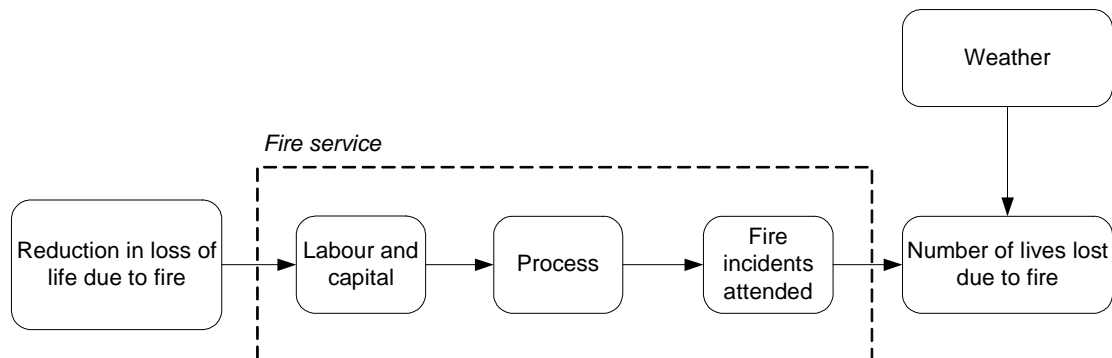 Weather
Fire service
Reduction in loss of
life due to fire
Labour and
capital
Process
Fire
incidents
attended
Number of lives lost
due to fire